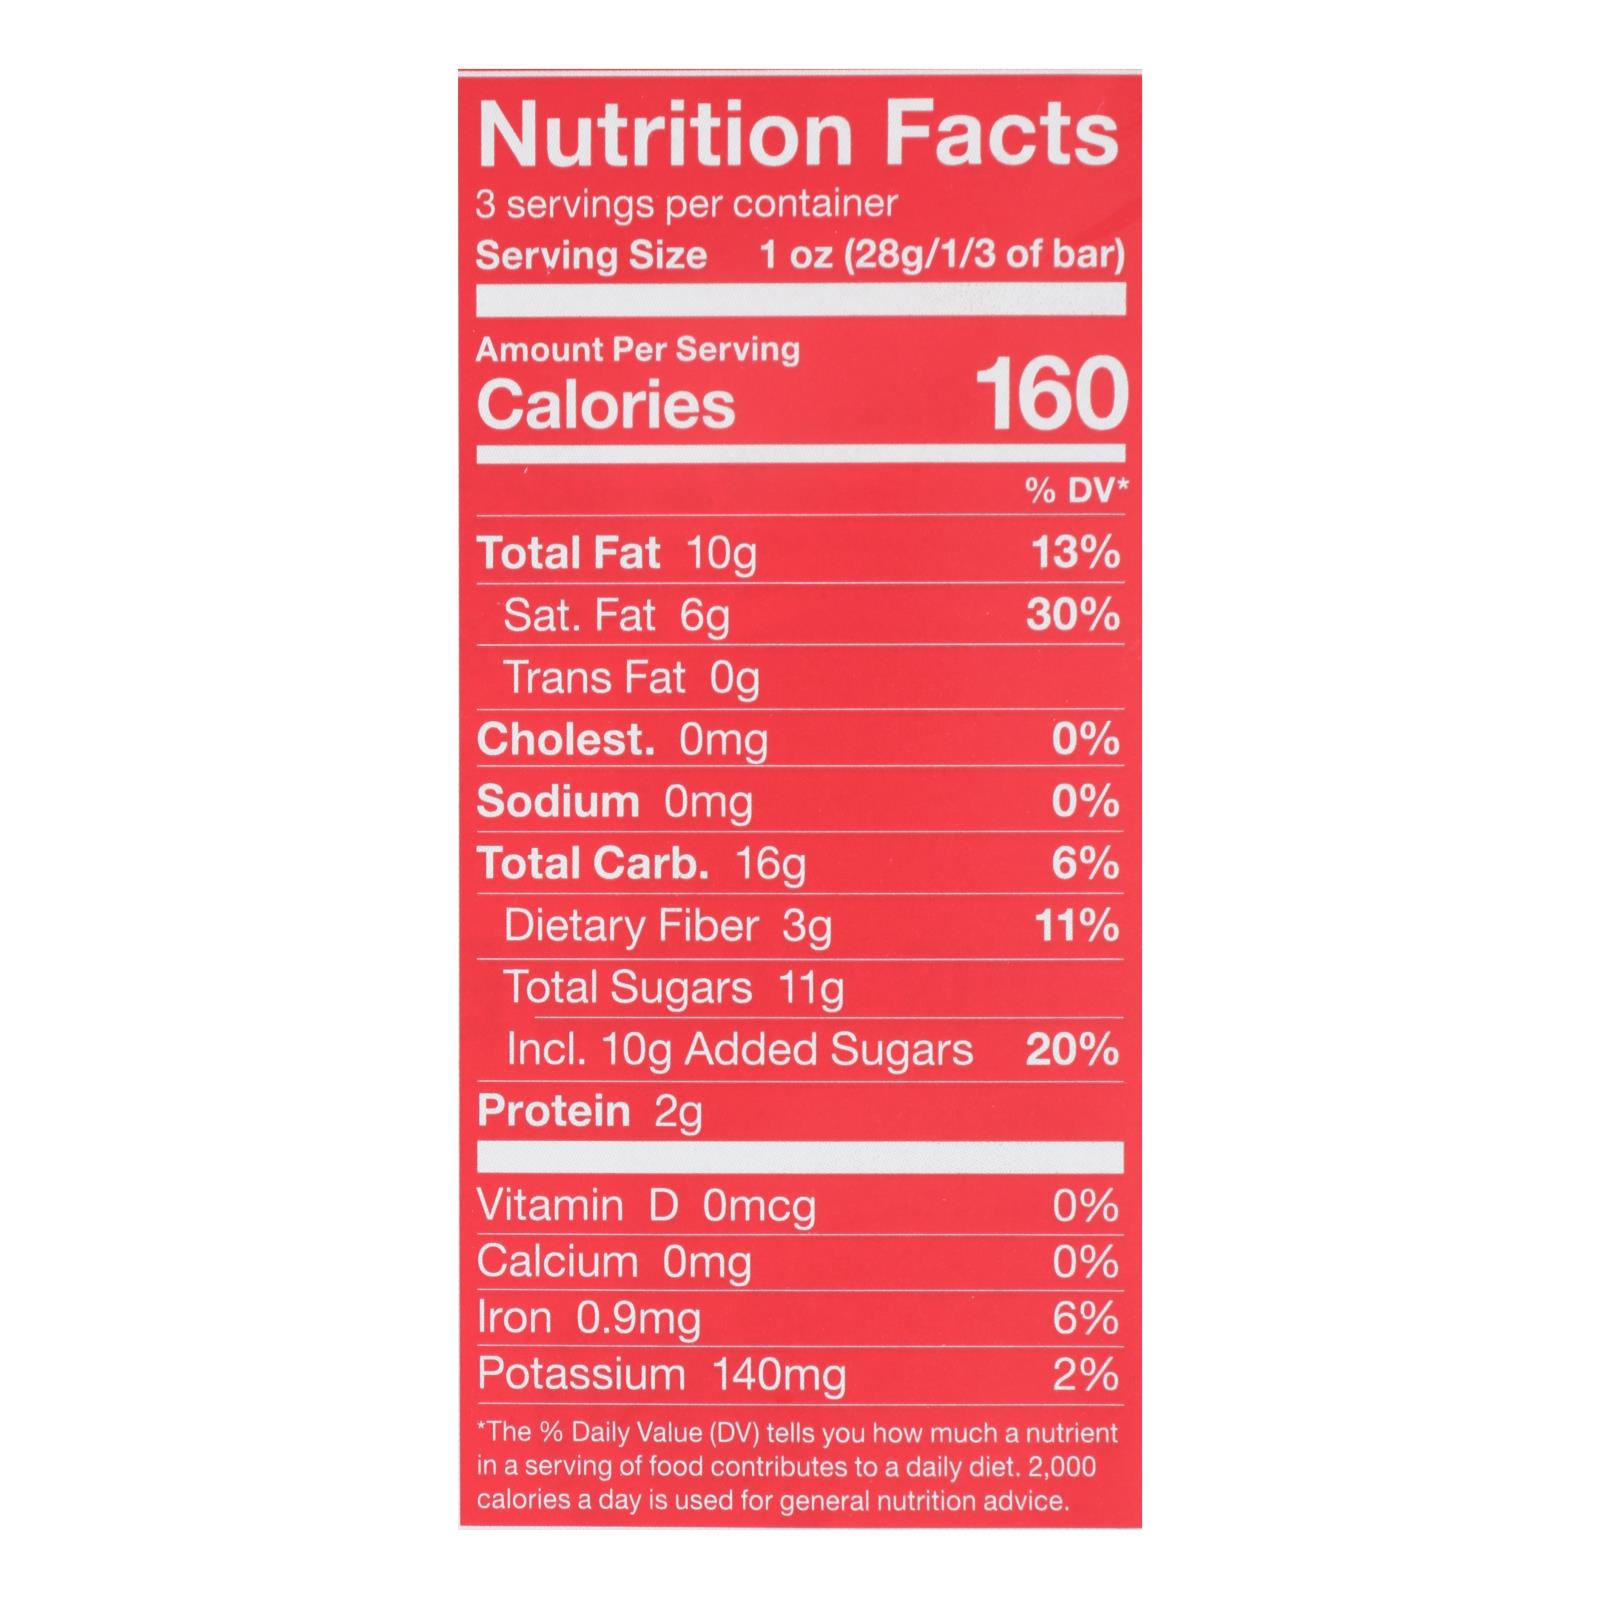 Nutrition Facts
3 servings per container
Serving Size 1 oz (28g/1/3 of bar)
Amount Per Serving
Calories 160
% DV*
Total Fat 10g 13%
Sat. Fat 6g 30%
Trans Fat 0g
Cholest. 0mg 0%
Sodium 0mg 0%
Total Carb. 16g 6%
Dietary Fiber 3g 11%
Total Sugars 11g
Incl. 10g Added Sugars 20%
Protein 2g
Vitamin D 0mcg 0%
Calcium 0mg 0%
Iron 0.9mg 6%
Potassium 140mg 2%
*The % Daily Value (DV) tells you how much a nutrient
in a serving of food contributes to a daily diet. 2,000
calories a day is used for general nutrition advice.